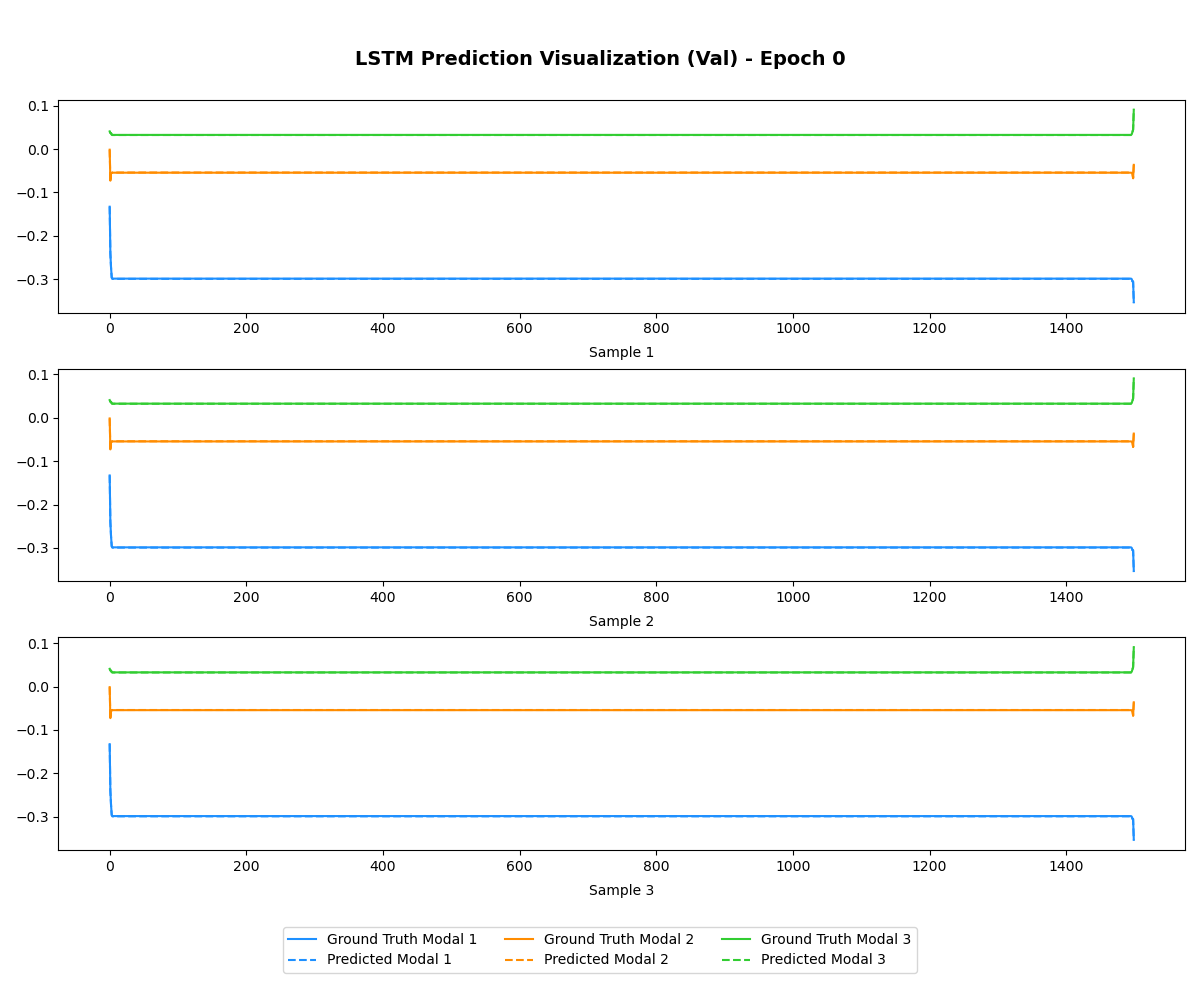 LSTM Prediction Visualization (Val) - Epoch 0
0.1
0.0
−0.1
−0.2
−0.3
0 200 400 600 800 1000 1200 1400
Sample 1
0.1
0.0
−0.1
−0.2
−0.3
0 200 400 600 800 1000 1200 1400
Sample 2
0.1
0.0
−0.1
−0.2
−0.3
0 200 400 600 800 1000 1200 1400
Sample 3
Ground Truth Modal 1 Ground Truth Modal 2 Ground Truth Modal 3
Predicted Modal 1 Predicted Modal 2 Predicted Modal 3